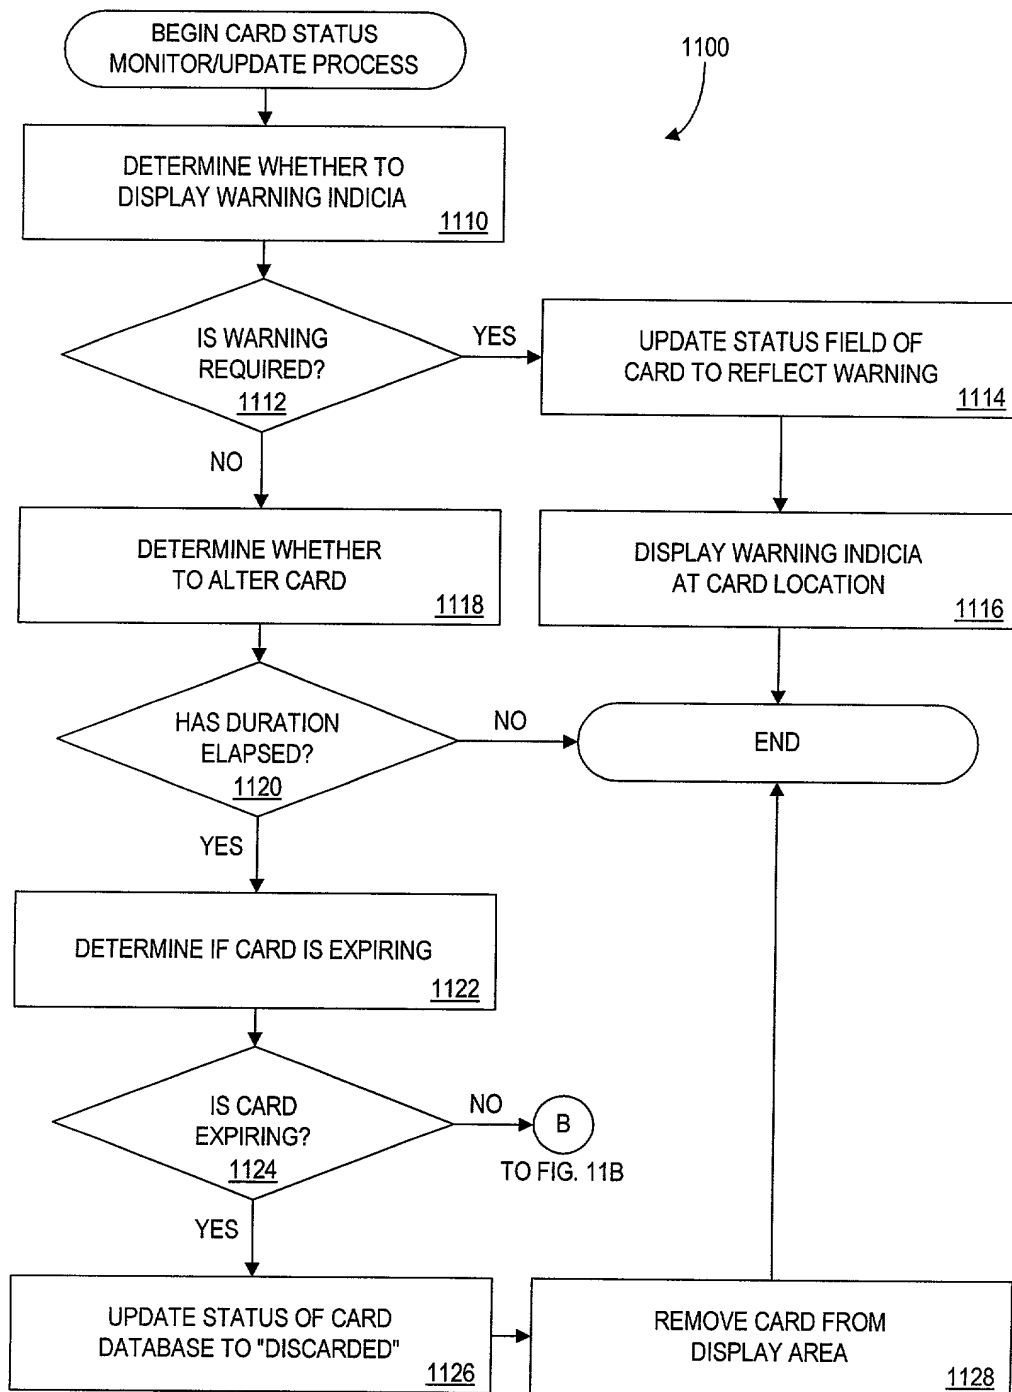 BEGIN CARD STATUS
MONITOR/UPDATE PROCESS
1100
DETERMINE WHETHER TO
DISPLAY WARNING INDICIA
1110
IS WARNING
REQUIRED?
1112
YES
UPDATE STATUS FIELD OF
CARD TO REFLECT WARNING
1114
NO
DETERMINE WHETHER
TO ALTER CARD
1118
DISPLAY WARNING INDICIA
AT CARD LOCATION
1116
HAS DURATION
ELAPSED?
1120
NO
END
YES
DETERMINE IF CARD IS EXPIRING
1122
IS CARD
EXPIRING?
1124
NO
B
TO FIG. 11B
YES
UPDATE STATUS OF CARD
DATABASE TO "DISCARDED"
1126
REMOVE CARD FROM
DISPLAY AREA
1128